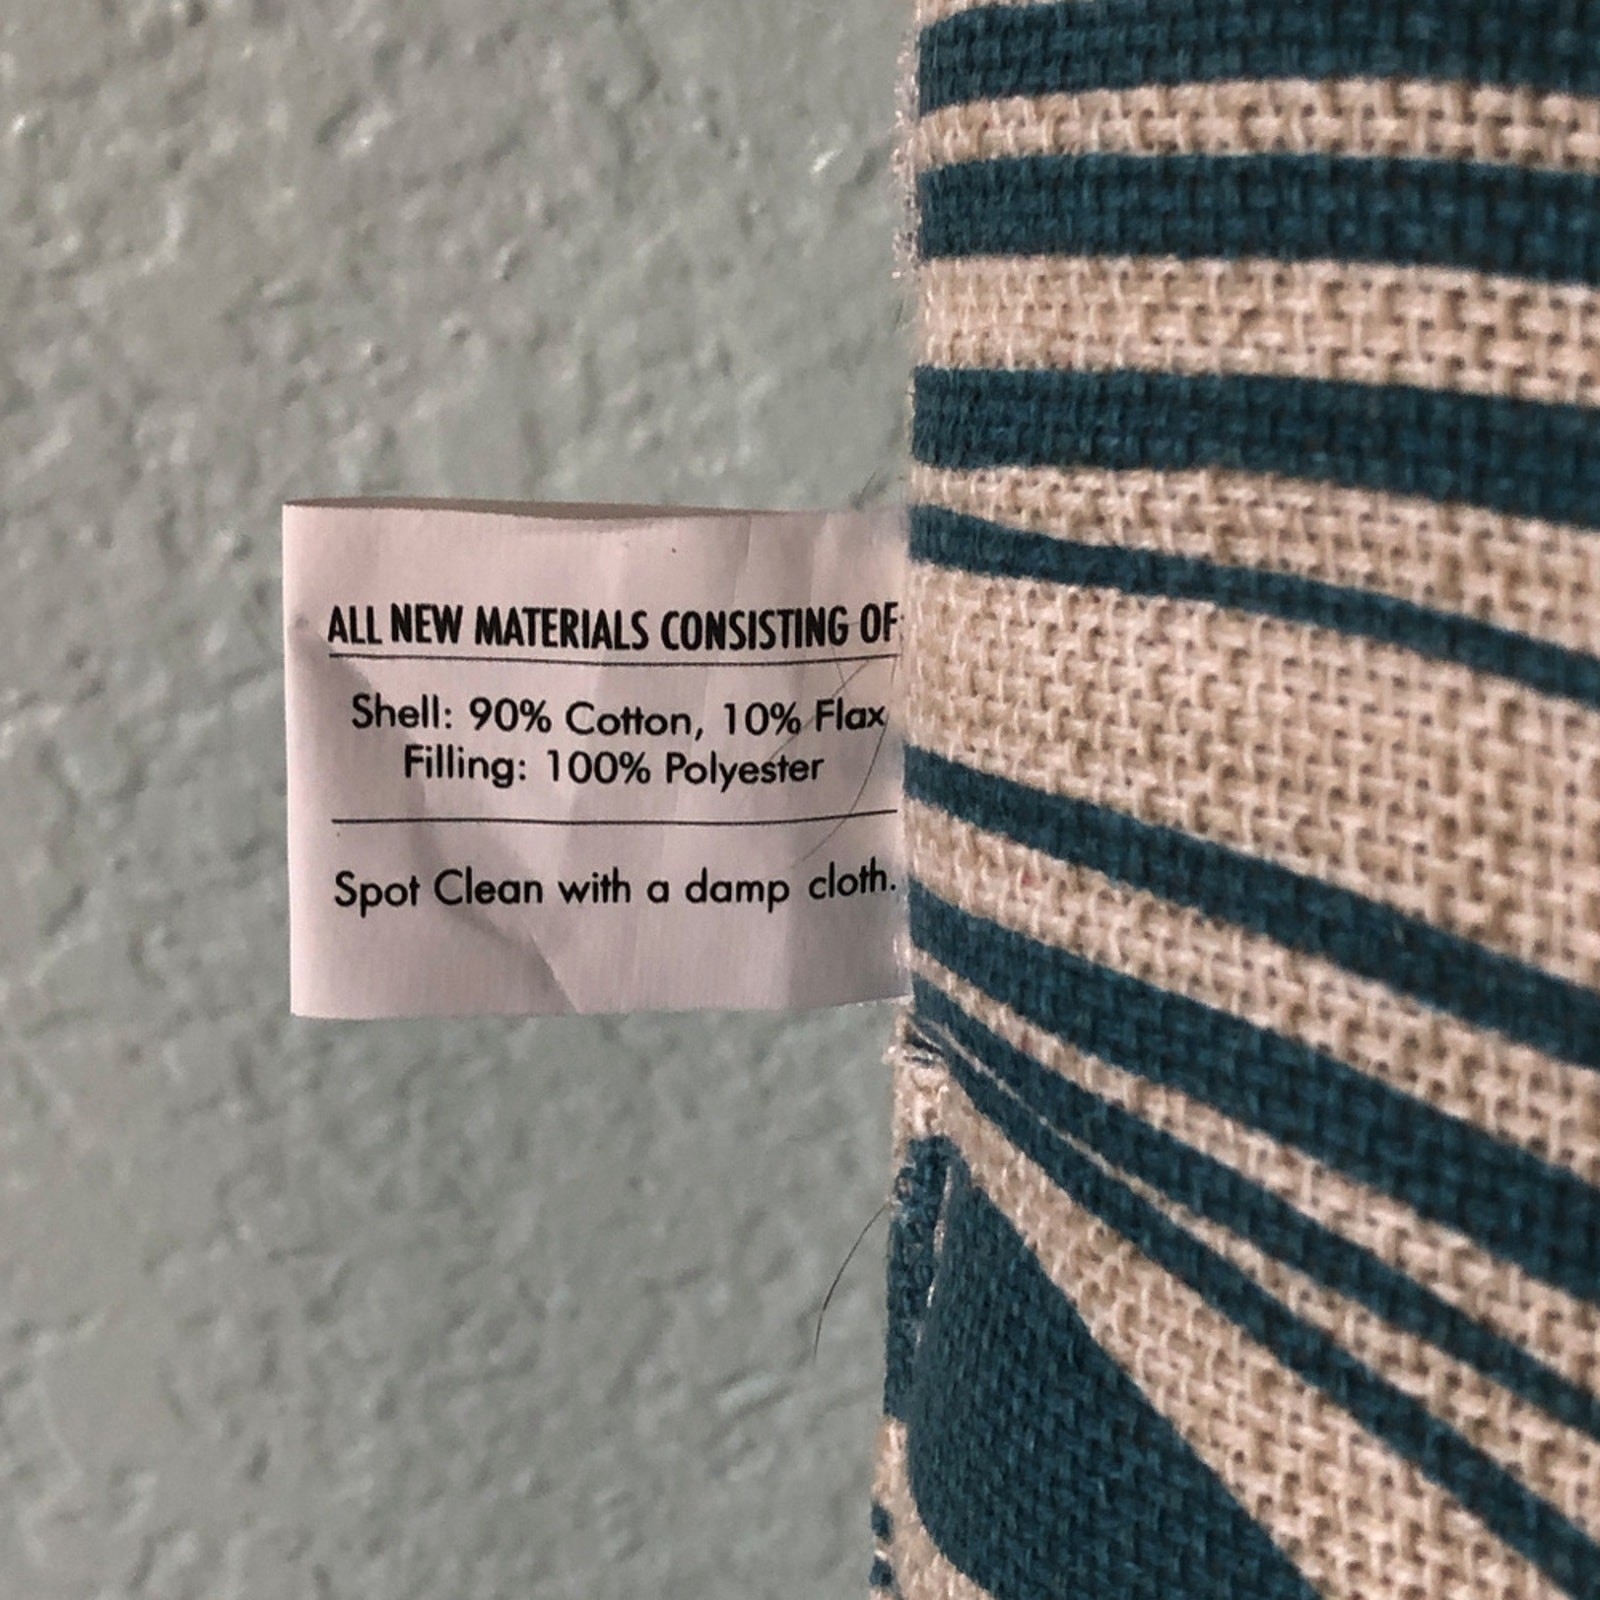 ALL NEW MATERIALS CONSISTING OF:
Shell: 90% Cotton, 10% Flax
Filling: 100% Polyester
Spot Clean with a damp cloth.